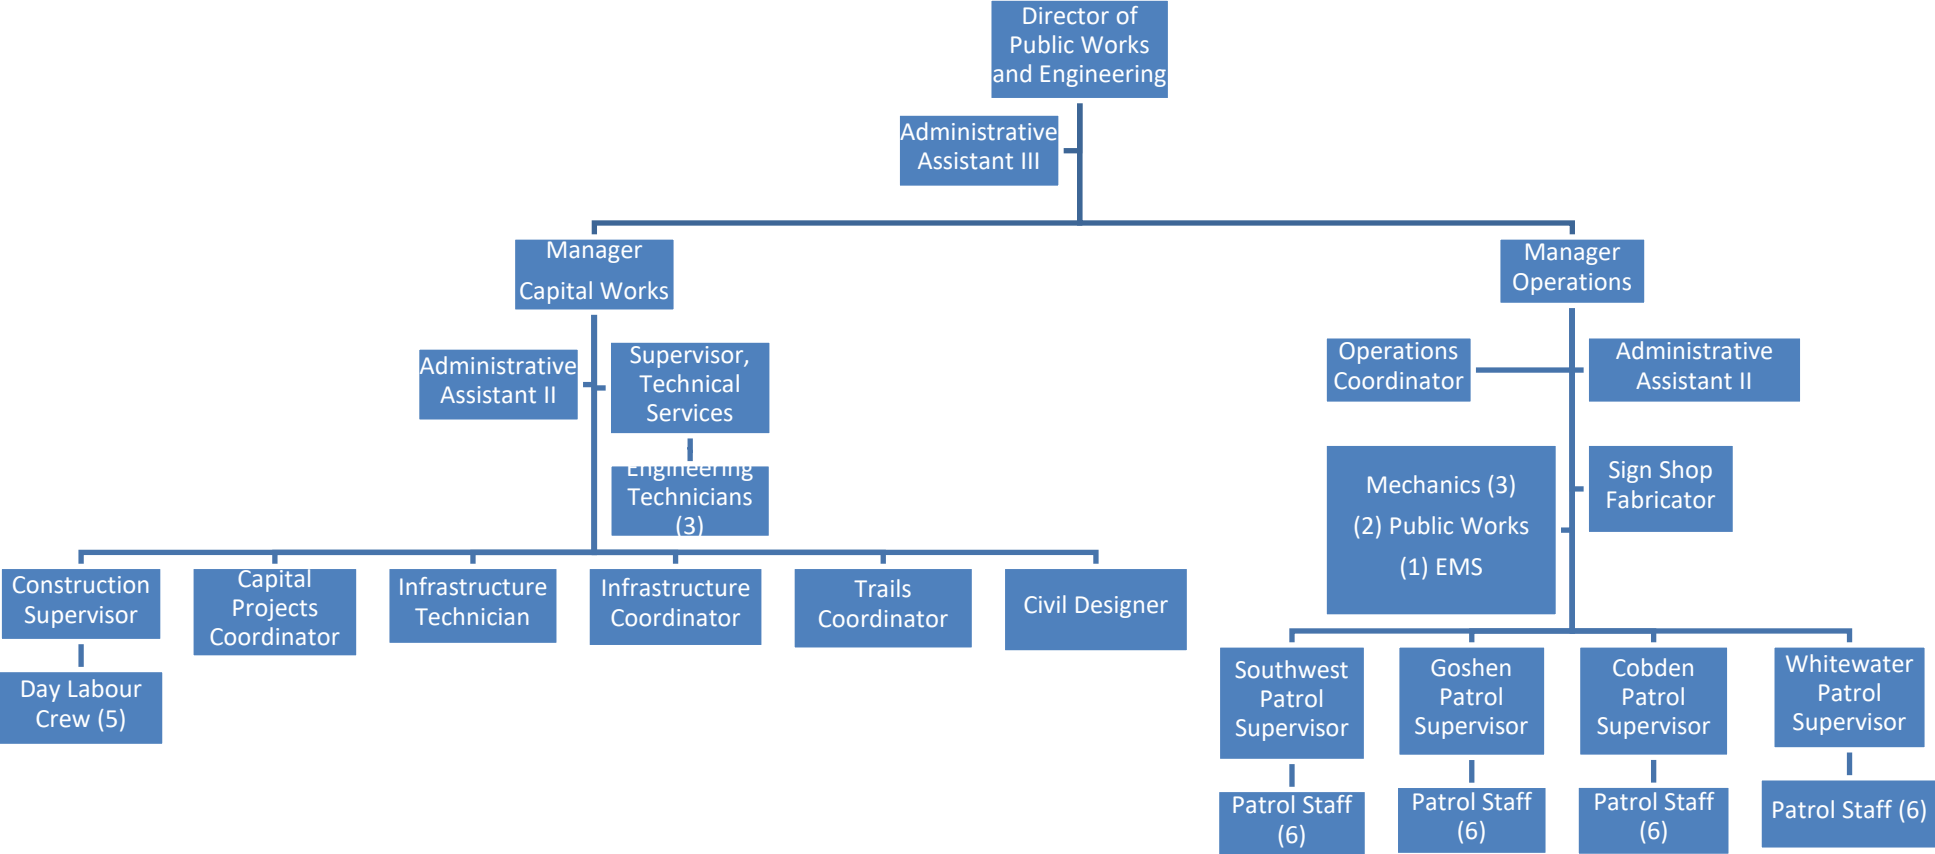 Director of
Public Works
and Engineering
Administrative
Assistant III
Manager
Capital Works
Manager
Operations
Administrative
Assistant II
Supervisor,
Technical
Services
Engineering
Technicians
(3)
Operations
Coordinator
Administrative
Assistant II
Mechanics (3)
(2) Public Works
(1) EMS
Sign Shop
Fabricator
Construction
Supervisor
Capital
Projects
Coordinator
Infrastructure
Technician
Infrastructure
Coordinator
Trails
Coordinator
Civil Designer
Day Labour
Crew (5)
Southwest
Patrol
Supervisor
Goshen
Patrol
Supervisor
Cobden
Patrol
Supervisor
Whitewater
Patrol
Supervisor
Patrol Staff
(6)
Patrol Staff
(6)
Patrol Staff
(6)
Patrol Staff (6)